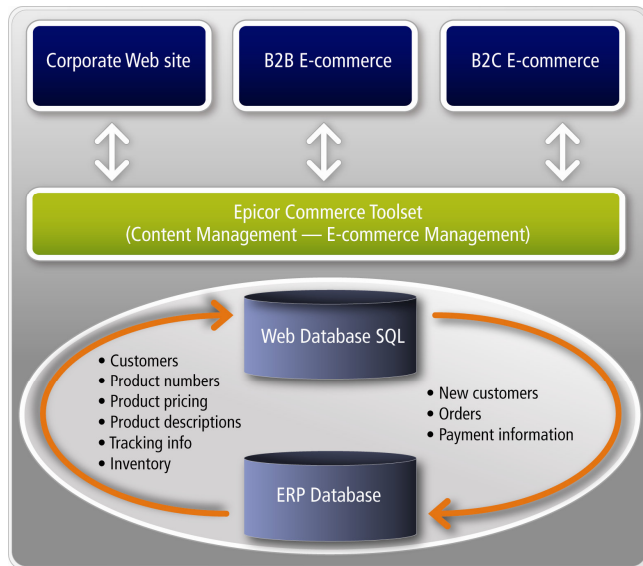 Corporate Web site
B2B E-commerce
B2C E-commerce
Epicor Commerce Toolset
(Content Management — E-commerce Management)
Web Database SQL
• Customers
• Product numbers
• Product pricing
• Product descriptions
• Tracking info
• Inventory
• New customers
• Orders
• Payment information
ERP Database